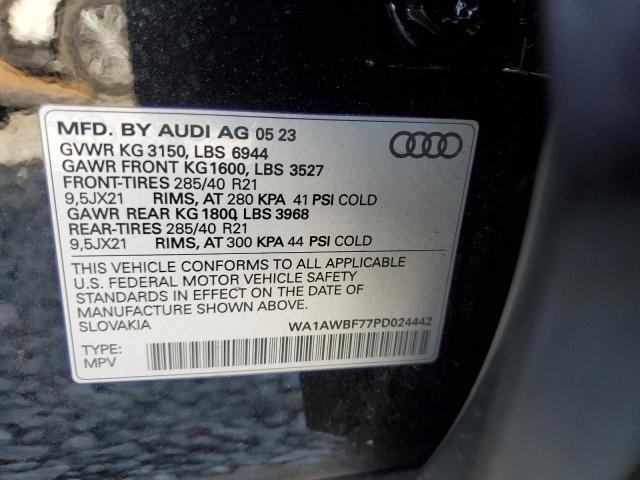 MFD. BY AUDI AG 05 23
GVWR KG 3150, LBS 6944
GAWR FRONT KG1600, LBS 3527
FRONT-TIRES 285/40 R21
9,5JX21 RIMS, AT 280 KPA 41 PSI COLD
GAWR REAR KG 1800, LBS 3968
REAR-TIRES 285/40 R21
9,5JX21 RIMS, AT 300 KPA 44 PSI COLD
THIS VEHICLE CONFORMS TO ALL APPLICABLE
U.S. FEDERAL MOTOR VEHICLE SAFETY
STANDARDS IN EFFECT ON THE DATE OF
MANUFACTURE SHOWN ABOVE.
SLOVAKIA WA1AWBF77PD024442
TYPE:
MPV